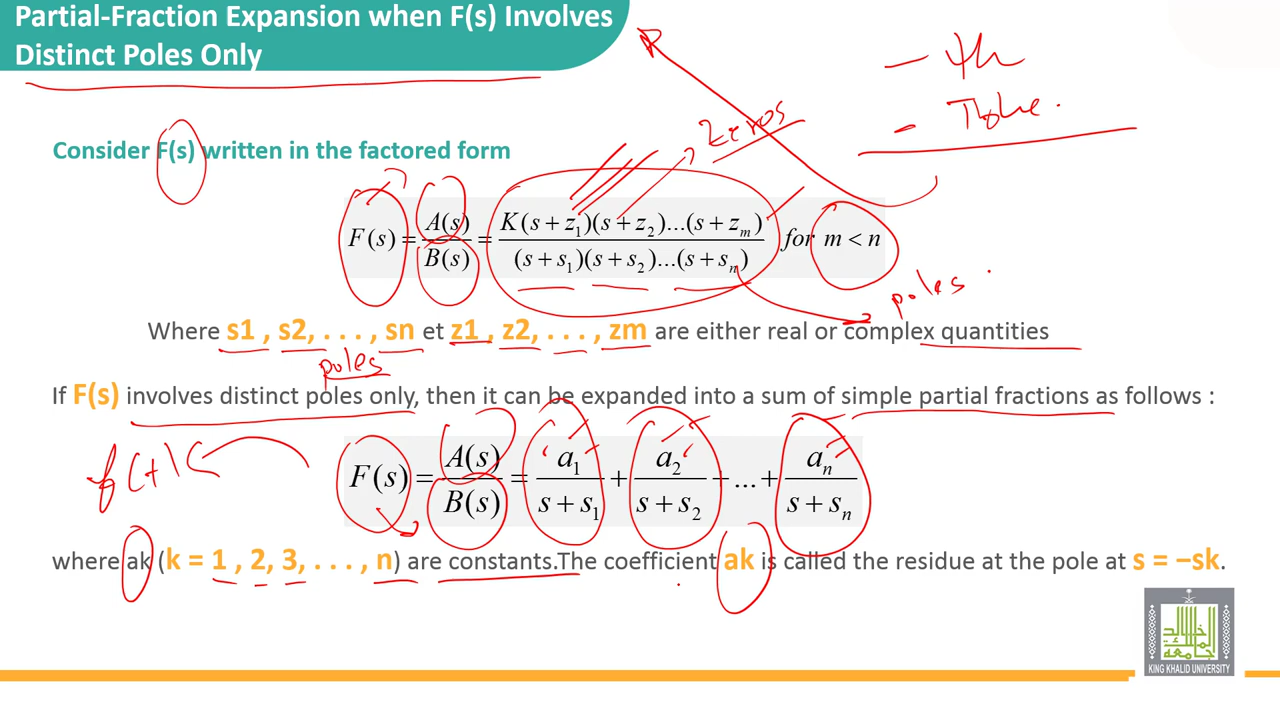 Partial-Fraction Expansion when F(s) Involves
Distinct Poles Only
Consider F(s) written in the factored form
zeros
F(s) = A(s)/B(s) = K(s + z₁)(s + z₂)...(s + zₘ)/(s + s₁)(s + s₂)...(s + sₙ) for m < n
poles
Where s1 , s2, . . . , sn et z1, z2, . . . , zm are either real or complex quantities
poles
If F(s) involves distinct poles only, then it can be expanded into a sum of simple partial fractions as follows :
f(t)
F(s) = A(s)/B(s) = a₁/(s + s₁) + a₂/(s + s₂) + ... + aₙ/(s + sₙ)
where ak (k = 1 , 2, 3, . . . , n) are constants.The coefficient ak is called the residue at the pole at s = −sk.
جامعة الملك خالد
KING KHALID UNIVERSITY